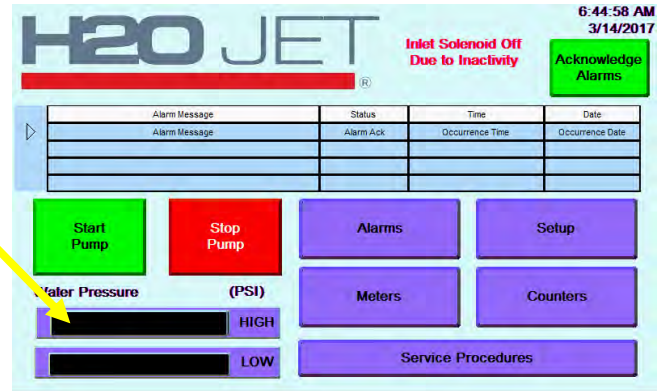 6:44:58 AM
3/14/2017
H2O JET
®
Inlet Solenoid Off
Due to Inactivity
Acknowledge
Alarms
Alarm Message Status Time Date
Alarm Message Alarm Ack Occurrence Time Occurrence Date
Start
Pump
Stop
Pump
Alarms
Setup
Water Pressure (PSI)
HIGH
LOW
Meters
Counters
Service Procedures